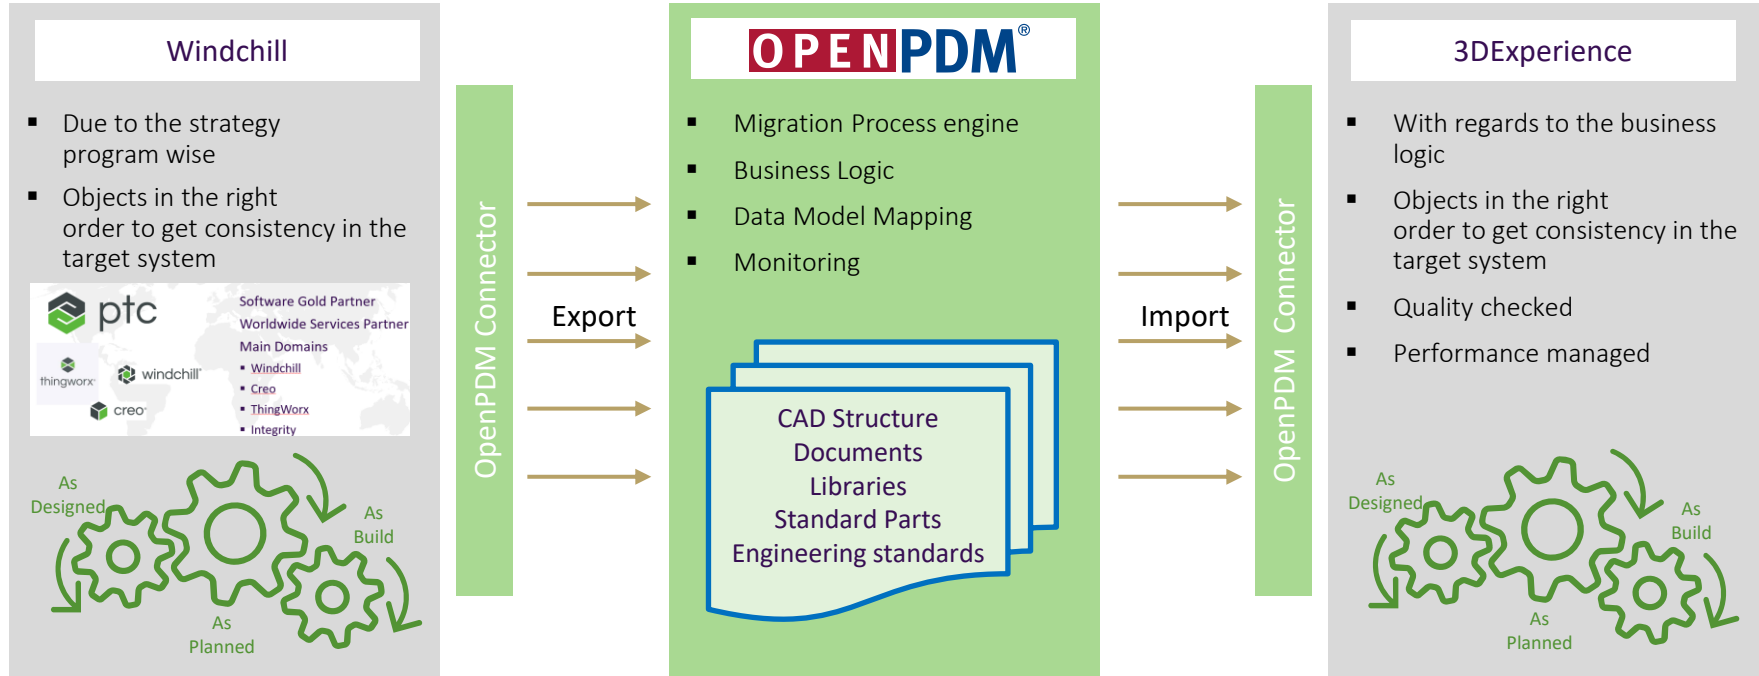 Windchill
Due to the strategy
program wise
Objects in the right
order to get consistency in the
target system
ptc
thingworx
windchill
creo
Software Gold Partner
Worldwide Services Partner
Main Domains
Windchill
Creo
ThingWorx
Integrity
As
Designed
As
Build
As
Planned
OpenPDM Connector
Export
OPENPDM®
Migration Process engine
Business Logic
Data Model Mapping
Monitoring
CAD Structure
Documents
Libraries
Standard Parts
Engineering standards
Import
OpenPDM Connector
3DExperience
With regards to the business
logic
Objects in the right
order to get consistency in the
target system
Quality checked
Performance managed
As
Designed
As
Build
As
Planned